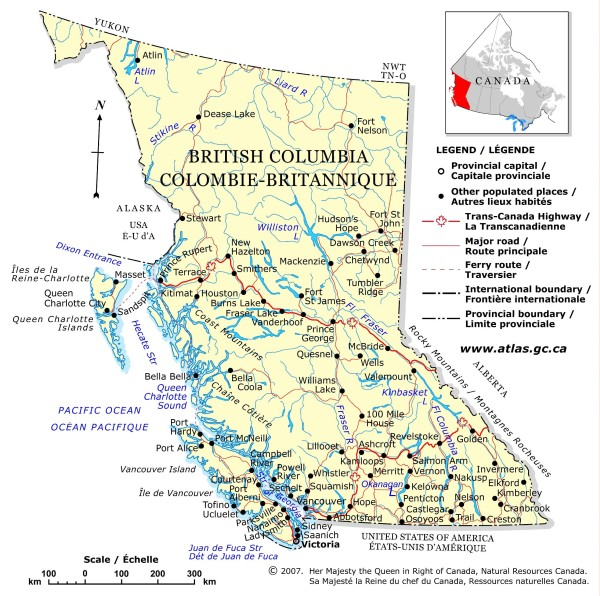 YUKON
NWT
TN-O
Atlin
Atlin
L
Liard R
CANADA
Dease Lake
Stikine R
Fort
Nelson
N
BRITISH COLUMBIA
COLOMBIE-BRITANNIQUE
LEGEND / LÉGENDE
Provincial capital /
Capitale provinciale
Other populated places /
Autres lieux habités
Trans-Canada Highway /
La Transcanadienne
Major road /
Route principale
Ferry route /
Traversier
International boundary /
Frontière internationale
Provincial boundary /
Limite provinciale
www.atlas.gc.ca
ALASKA
USA
E-U d'A
Stewart
Williston
L
Hudson's
Hope
Fort St
John
Dawson Creek
Chetwynd
Mackenzie
Tumbler
Ridge
Dixon Entrance
Prince Rupert
New
Hazelton
Terrace
Smithers
Îles de la
Reine-Charlotte
Masset
Queen
Charlotte City
Sandspit
Queen Charlotte
Islands
Kitimat
Houston
Burns Lake
Fort
St James
Fraser Lake
Vanderhoof
Prince
George
Fl Fraser
Hecate Str
Coast Mountains
Chaîne Côtière
McBride
Quesnel
Wells
Valemount
Rocky Mountains / Montagnes Rocheuses
ALBERTA
Bella Bella
Bella
Coola
Queen
Charlotte
Sound
Williams
Lake
Kinbasket
L
PACIFIC OCEAN
OCÉAN PACIFIQUE
Fraser R
100 Mile
House
Fl Columbia R
Port
Hardy
Port McNeill
Port Alice
Lillooet
Ashcroft
Revelstoke
Golden
Kamloops
Salmon Arm
Vancouver Island
Île de Vancouver
Campbell
River
Courtenay
Powell
River
Whistler
Merritt
Vernon
Invermere
Port
Alberni
Sechelt
Squamish
Okanagan
L
Kelowna
Nakusp
Elkford
Kimberley
Tofino
Ucluelet
Str of Georgia
Vancouver
Hope
Penticton
Nelson
Cranbrook
Parksville
Nanaimo
Ladysmith
Abbotsford
Castlegar
Osoyoos
Trail
Creston
Sidney
Saanich
Victoria
UNITED STATES OF AMERICA
ÉTATS-UNIS D'AMÉRIQUE
Juan de Fuca Str
Dét de Juan de Fuca
Scale / Échelle
km 100 0 100 200 300 km
© 2007. Her Majesty the Queen in Right of Canada, Natural Resources Canada.
Sa Majesté la Reine du chef du Canada, Ressources naturelles Canada.